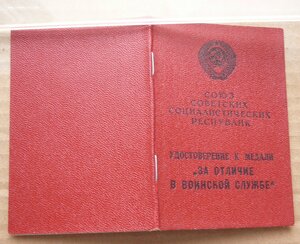 СОЮЗ
СОВЕТСКИХ
СОЦИАЛИСТИЧЕСКИХ
РЕСПУБЛИК
УДОСТОВЕРЕНИЕ К МЕДАЛИ
„ЗА ОТЛИЧИЕ
В ВОИНСКОЙ СЛУЖБЕ"